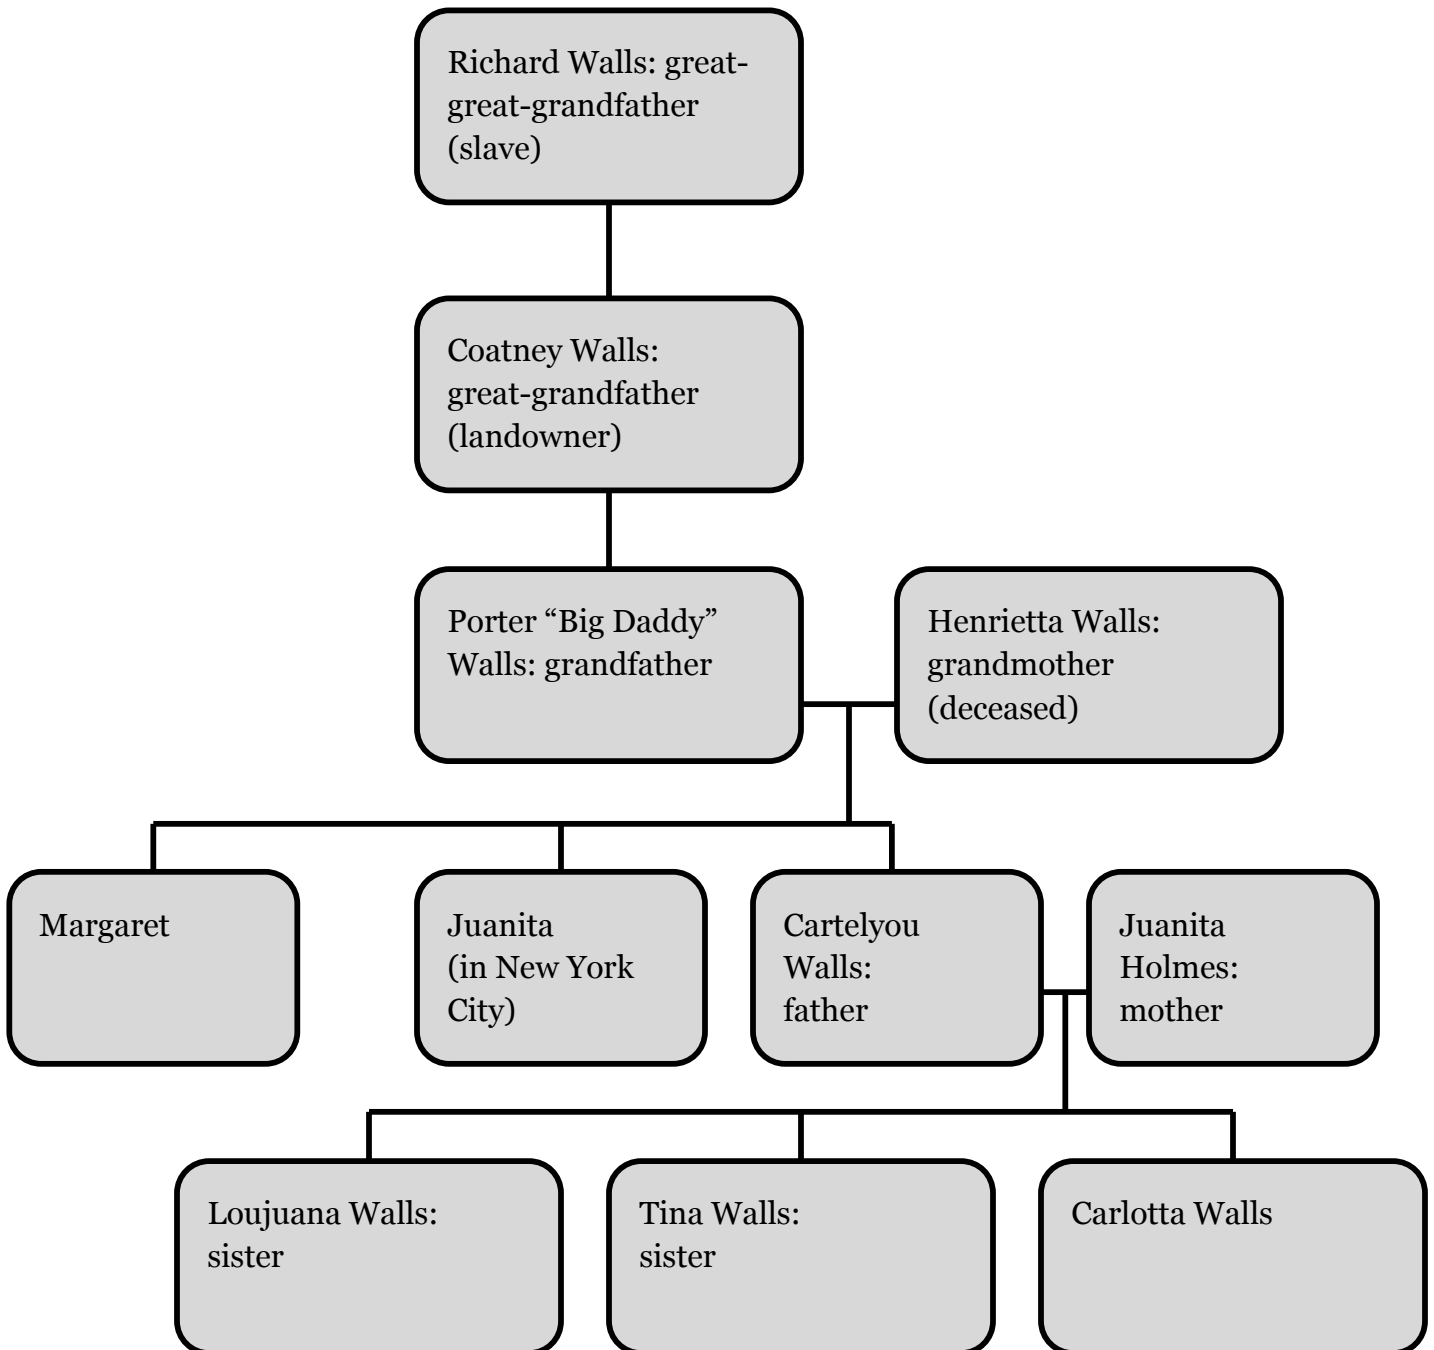 Richard Walls: great-
great-grandfather
(slave)
Coatney Walls:
great-grandfather
(landowner)
Porter “Big Daddy”
Walls: grandfather
Henrietta Walls:
grandmother
(deceased)
Margaret
Juanita
(in New York
City)
Cartelyou
Walls:
father
Juanita
Holmes:
mother
Loujuana Walls:
sister
Tina Walls:
sister
Carlotta Walls